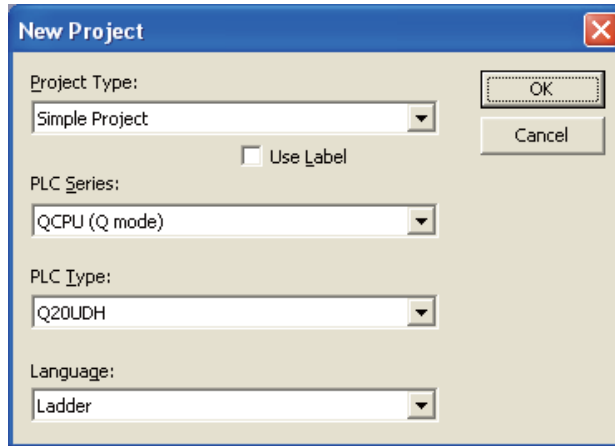 New Project
Project Type:
OK
Simple Project
Cancel
Use Label
PLC Series:
QCPU (Q mode)
PLC Type:
Q20UDH
Language:
Ladder